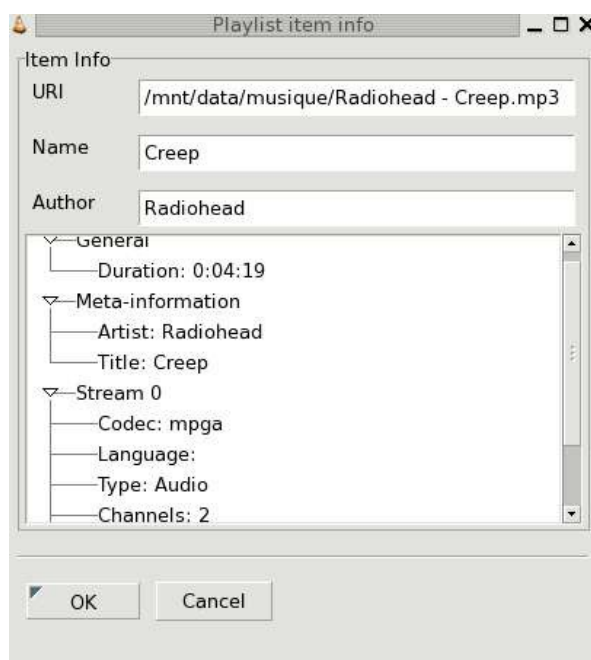 Playlist item info
Item Info
URI /mnt/data/musique/Radiohead - Creep.mp3
Name Creep
Author Radiohead
General
Duration: 0:04:19
Meta-information
Artist: Radiohead
Title: Creep
Stream 0
Codec: mpga
Language:
Type: Audio
Channels: 2
OK Cancel